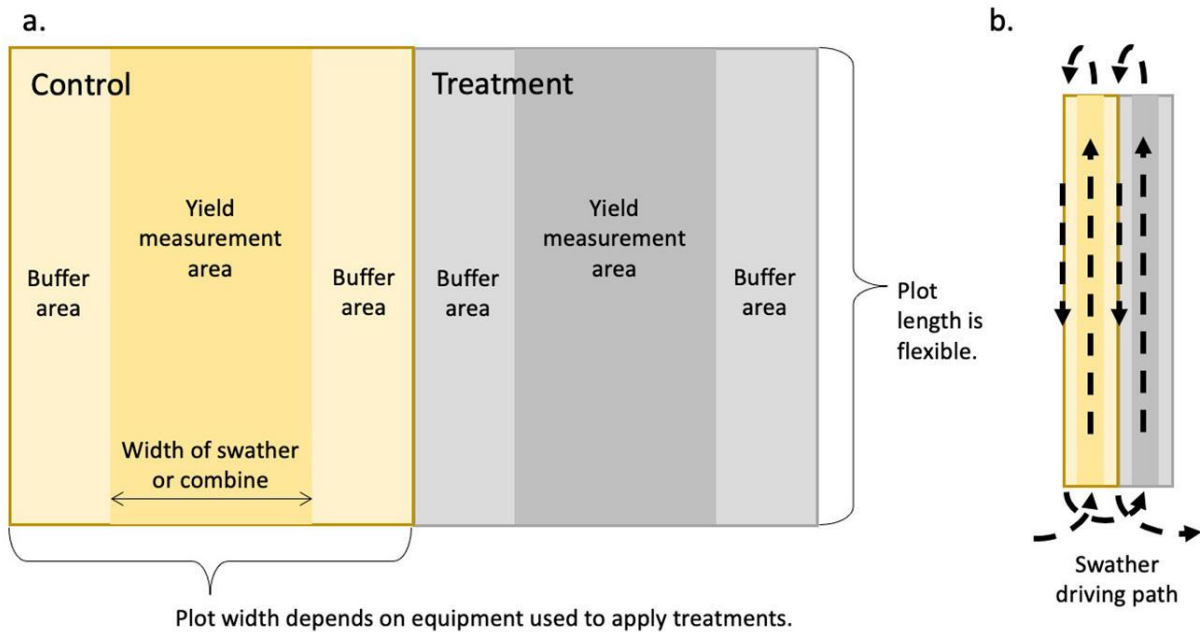 a.
Control
Treatment
Yield
measurement
area
Yield
measurement
area
Buffer
area
Buffer
area
Buffer
area
Buffer
area
Width of swather
or combine
Plot
length is
flexible.
Plot width depends on equipment used to apply treatments.
b.
Swather
driving path